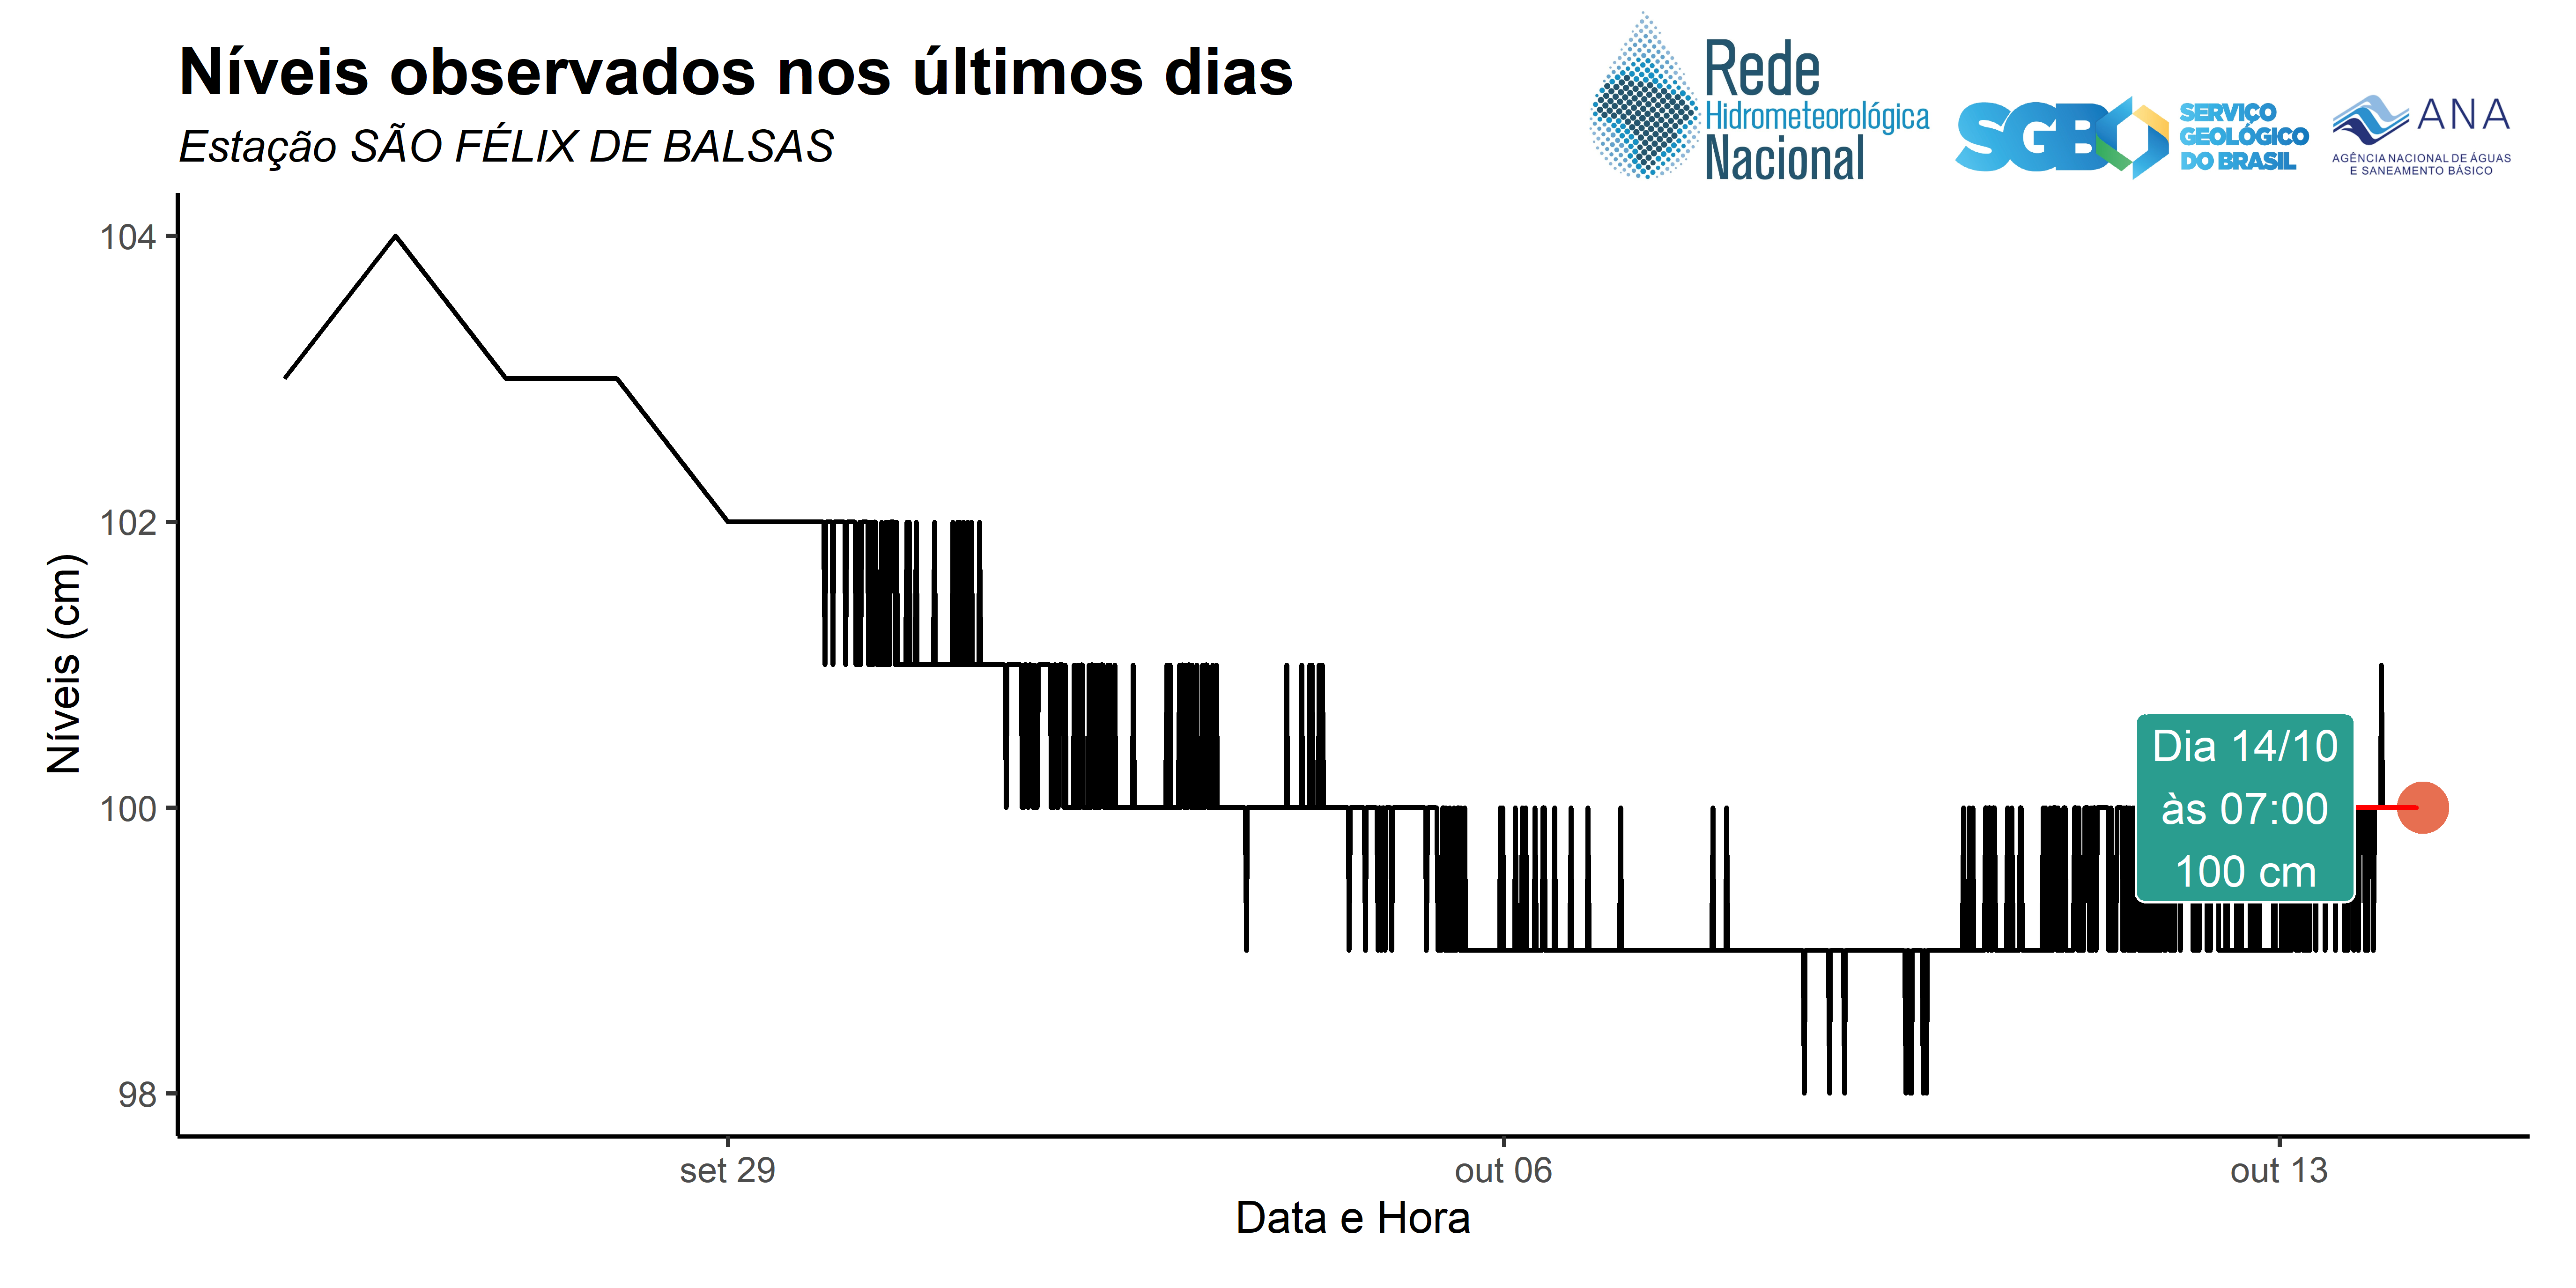 Níveis observados nos últimos dias
Estação SÃO FÉLIX DE BALSAS
Rede
Hidrometeorológica
Nacional
SGB
SERVIÇO
GEOLÓGICO
DO BRASIL
ANA
AGÊNCIA NACIONAL DE ÁGUAS
E SANEAMENTO BÁSICO
Níveis (cm)
104
102
100
98
Dia 14/10
às 07:00
100 cm
set 29
out 06
out 13
Data e Hora